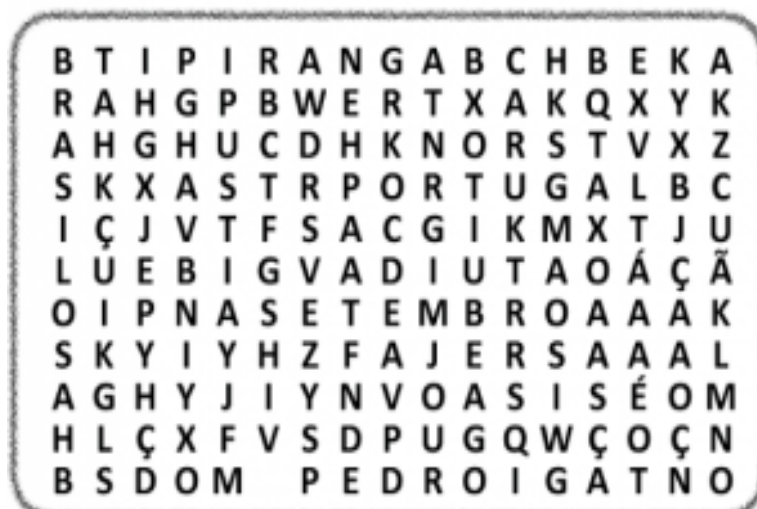 B T I P I R A N G A B C H B E K A
R A H G P B W E R T X A K Q X Y K
A H G H U C D H K N O R S T V X Z
S K X A S T R P O R T U G A L B C
I Ç J V T F S A C G I K M X T J U
L U E B I G V A D I U T A O Á Ç Ã
O I P N A S E T E M B R O A A A K
S K Y I Y H Z F A J E R S A A A L
A G H Y J I Y N V O A S I S É O M
H L Ç X F V S D P U G Q W Ç O Ç N
B S D O M P E D R O I G A T N O